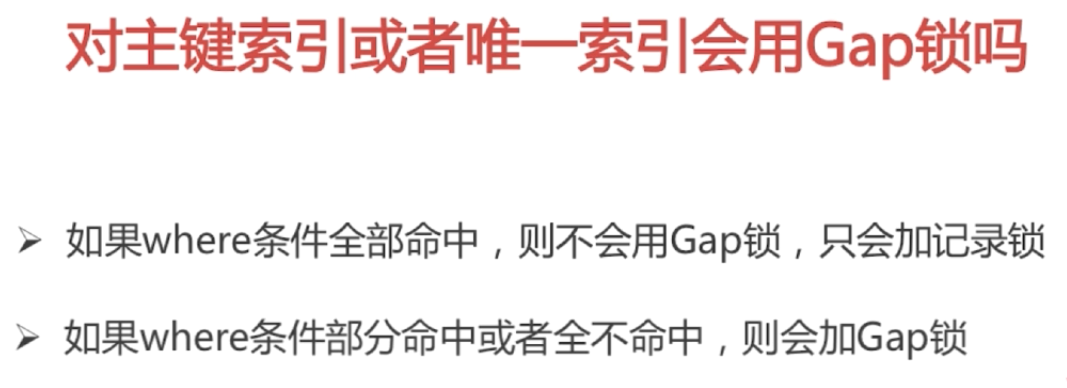 对主键索引或者唯一索引会用Gap锁吗
➢ 如果where条件全部命中，则不会用Gap锁，只会加记录锁
➢ 如果where条件部分命中或者全不命中，则会加Gap锁